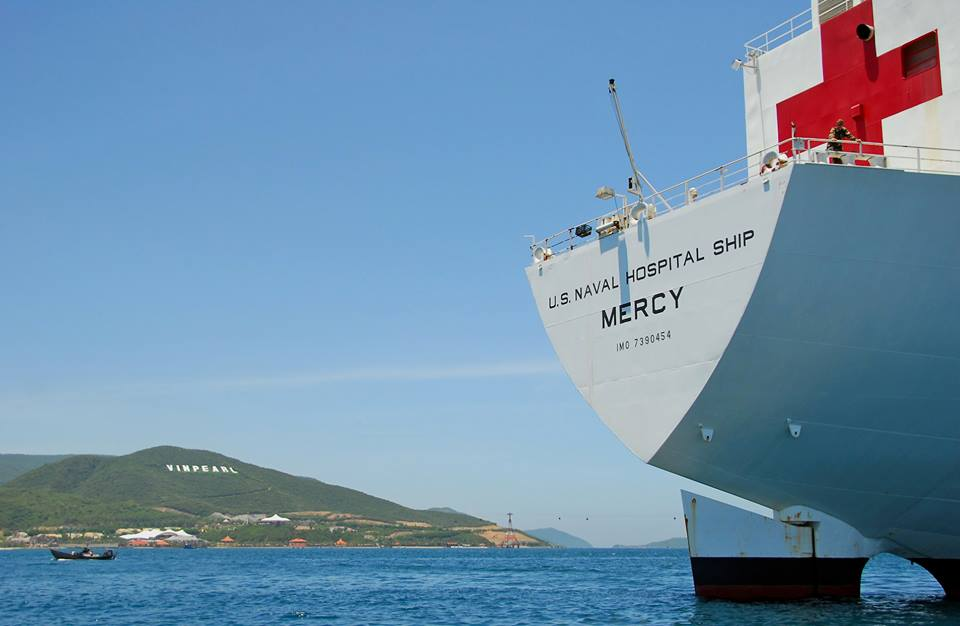 VINPEARL
U.S. NAVAL HOSPITAL SHIP
MERCY
IMO 7390454